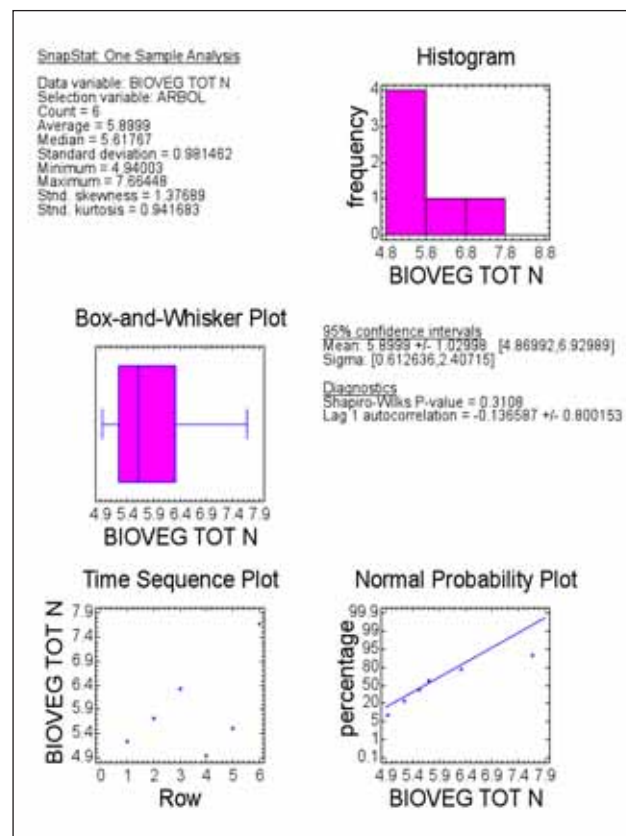 SnapStat: One Sample Analysis
Data variable: BIOVEG TOT N
Selection variable: ARBOL
Count = 6
Average = 5.8999
Median = 5.61767
Standard deviation = 0.981462
Minimum = 4.94003
Maximum = 7.66448
Stnd. skewness = 1.37689
Stnd. kurtosis = 0.941683
Histogram
frequency
4
3
2
1
0
4.8 5.8 6.8 7.8 8.8
BIOVEG TOT N
Box-and-Whisker Plot
4.9 5.4 5.9 6.4 6.9 7.4 7.9
BIOVEG TOT N
95% confidence intervals
Mean: 5.8999 +/- 1.02998 [4.86992,6.92989]
Sigma: [0.612636,2.40715]
Diagnostics
Shapiro-Wilks P-value = 0.3108
Lag 1 autocorrelation = -0.136587 +/- 0.800153
Time Sequence Plot
BIOVEG TOT N
7.9
7.4
6.9
6.4
5.9
5.4
4.9
0 1 2 3 4 5 6
Row
Normal Probability Plot
percentage
99.9
99
95
80
50
20
5
1
0.1
4.9 5.4 5.9 6.4 6.9 7.4 7.9
BIOVEG TOT N